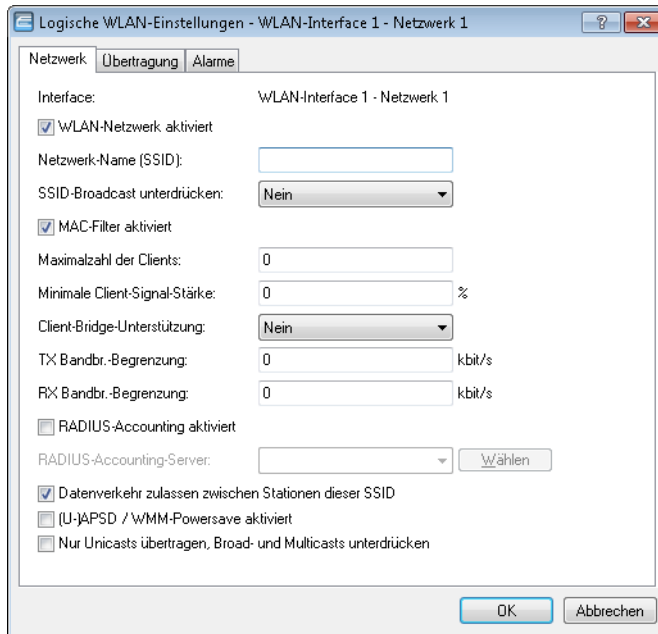 Logische WLAN-Einstellungen - WLAN-Interface 1 - Netzwerk 1
Netzwerk Übertragung Alarme
Interface: WLAN-Interface 1 - Netzwerk 1
WLAN-Netzwerk aktiviert
Netzwerk-Name (SSID):
SSID-Broadcast unterdrücken: Nein
MAC-Filter aktiviert
Maximalzahl der Clients: 0
Minimale Client-Signal-Stärke: 0 %
Client-Bridge-Unterstützung: Nein
TX Bandbr.-Begrenzung: 0 kbit/s
RX Bandbr.-Begrenzung: 0 kbit/s
RADIUS-Accounting aktiviert
RADIUS-Accounting-Server: Wählen
Datenverkehr zulassen zwischen Stationen dieser SSID
(U-)APSD / WMM-Powersave aktiviert
Nur Unicasts übertragen, Broad- und Multicasts unterdrücken
OK Abbrechen